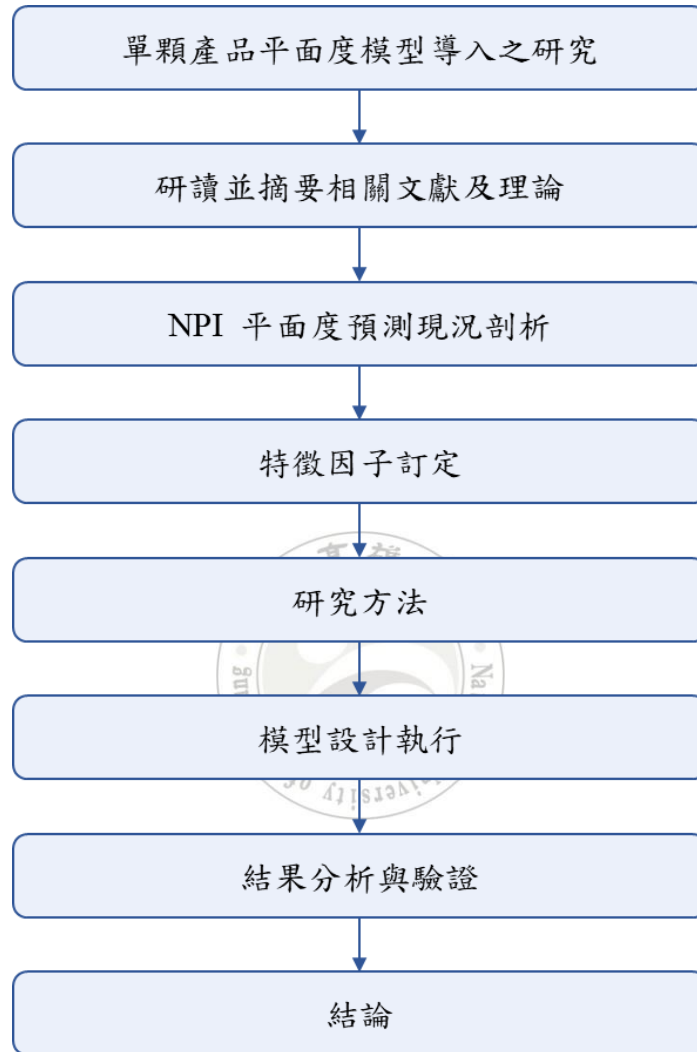 單顆產品平面度模型導入之研究
研讀並摘要相關文獻及理論
NPI 平面度預測現況剖析
特徵因子訂定
研究方法
模型設計執行
結果分析與驗證
結論